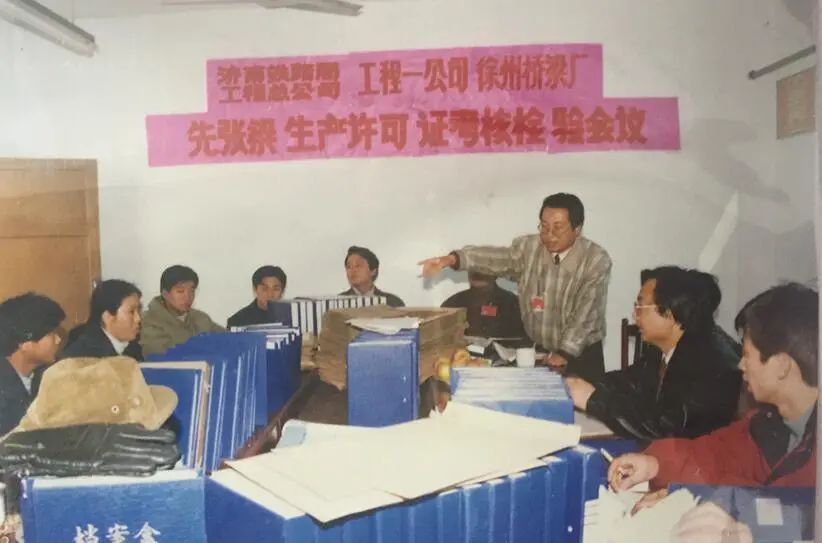 济南铁路局 工程一公司 徐州桥梁厂
工程总公司
先张梁 生产许可 证考核检 验会议
档案盒